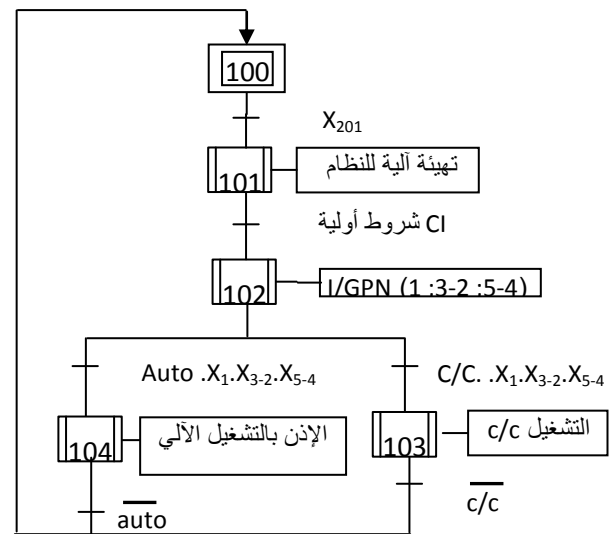 100
X₂₀₁
101
تهيئة آلية للنظام
شروط أولية CI
102
I/GPN (1 :3-2 :5-4)
Auto .X₁.X₃₋₂.X₅₋₄
C/C. .X₁.X₃₋₂.X₅₋₄
104
الإذن بالتشغيل الآلي
103
التشغيل c/c
a̅u̅t̅o̅
c̅/̅c̅